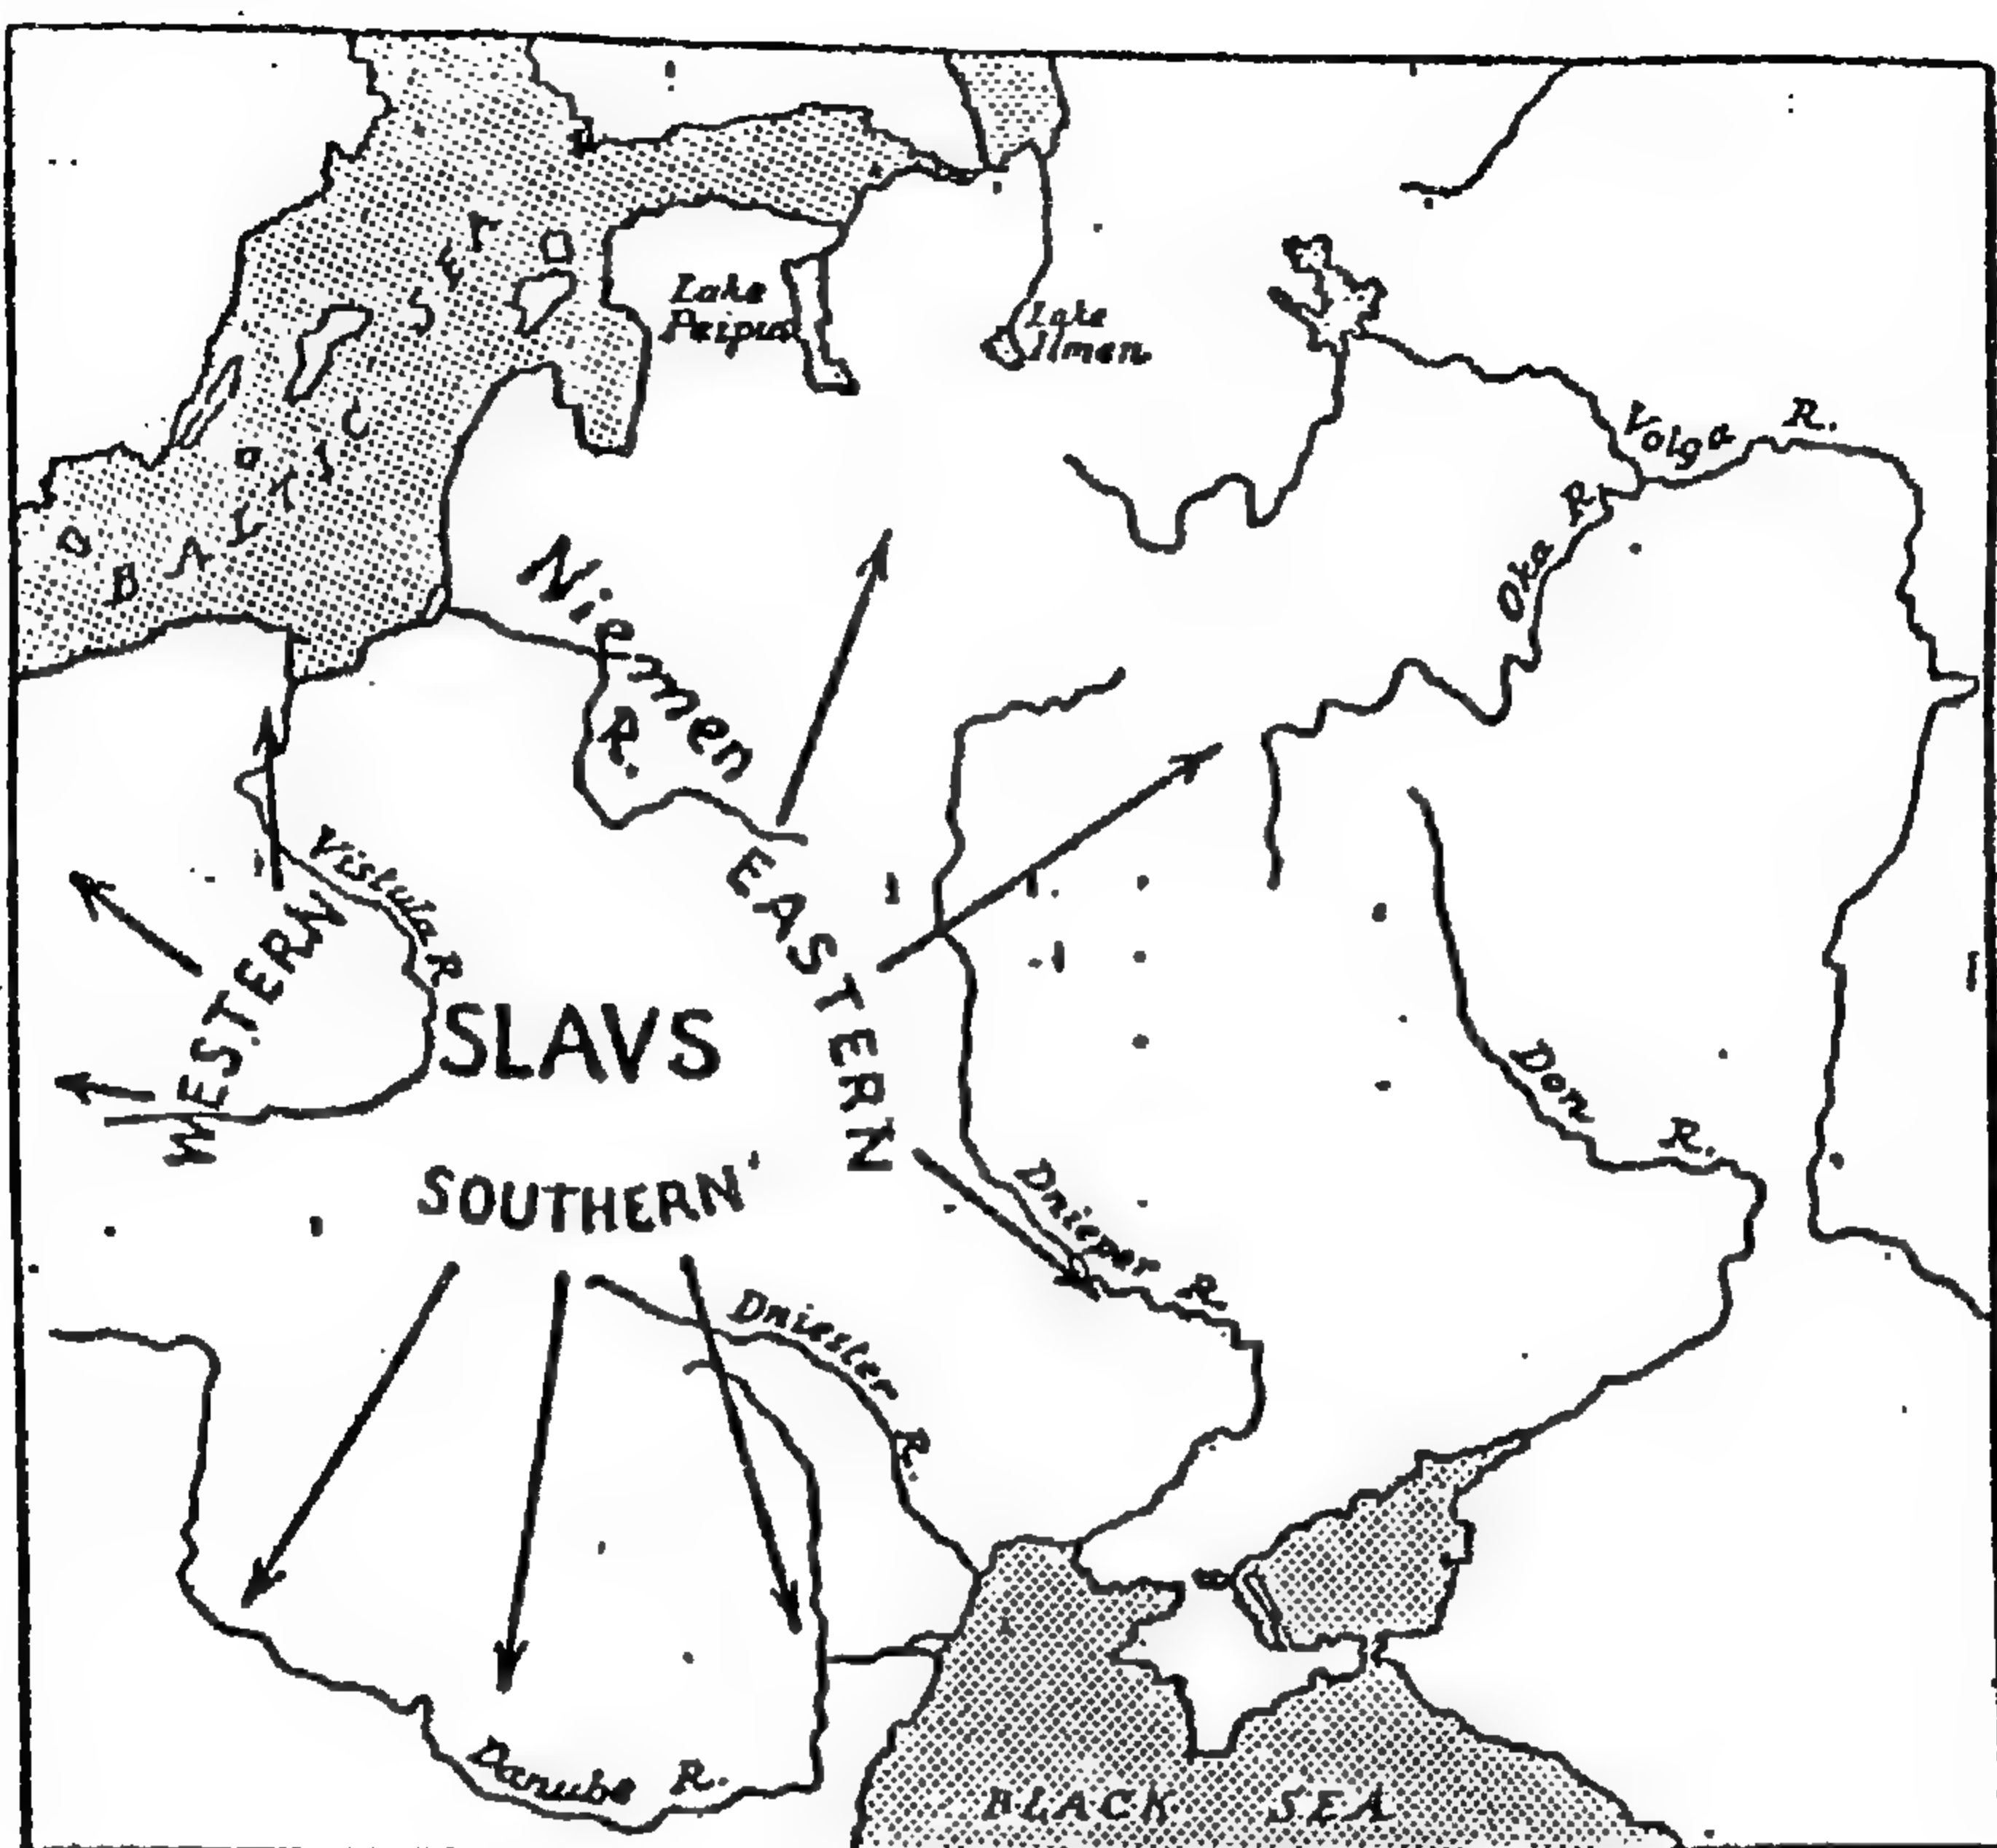 BALTIC SEA
Lake
Peipus
Lake
Ilmen
Volga R.
Oka R.
Niemen
R.
Vistula R
WESTERN
EASTERN
SLAVS
SOUTHERN
Don R.
Dnieper R.
Dniester R.
Danube R.
BLACK SEA